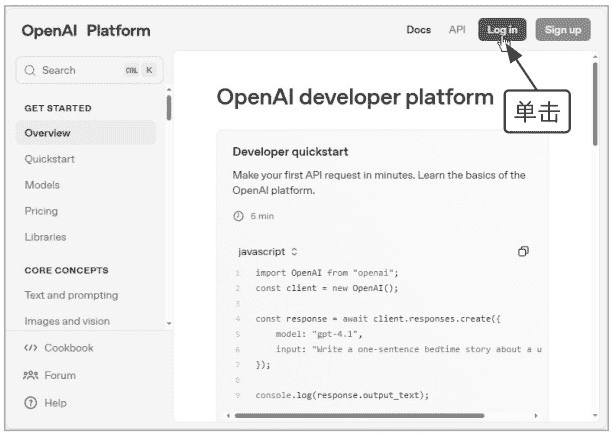 OpenAI Platform
Docs API Log in Sign up
Search CTRL K
GET STARTED
Overview
Quickstart
Models
Pricing
Libraries
CORE CONCEPTS
Text and prompting
Images and vision
Cookbook
Forum
Help
OpenAI developer platform
单击
Developer quickstart
Make your first API request in minutes. Learn the basics of the
OpenAI platform.
5 min
javascript
1 import OpenAI from "openai";
2 const client = new OpenAI();
3
4 const response = await client.responses.create({
5 model: "gpt-4.1",
6 input: "Write a one-sentence bedtime story about a u
7 });
8
9 console.log(response.output_text);